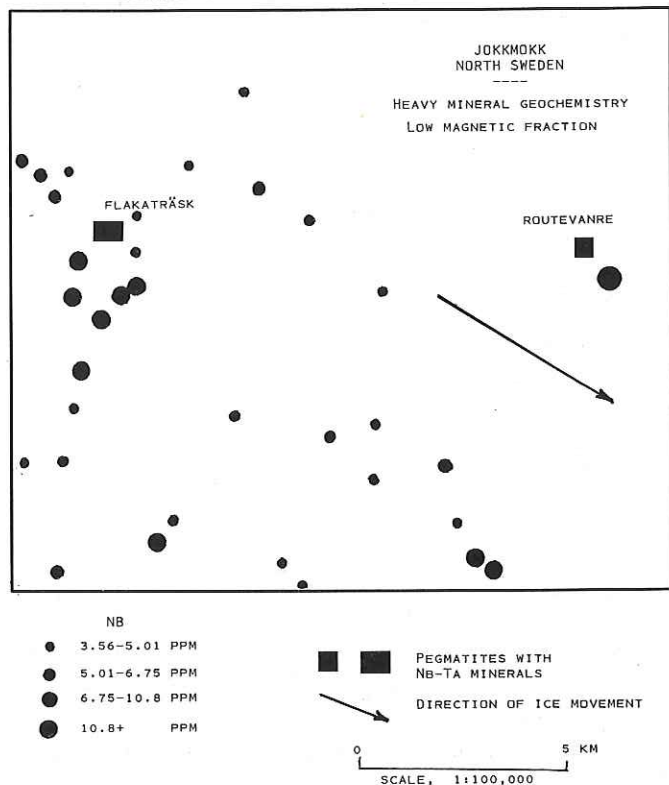 JOKKMOKK
NORTH SWEDEN
----
HEAVY MINERAL GEOCHEMISTRY
LOW MAGNETIC FRACTION
FLAKATRÄSK
ROUTEVANRE
NB
3.56-5.01 PPM
5.01-6.75 PPM
6.75-10.8 PPM
10.8+ PPM
PEGMATITES WITH
NB-TA MINERALS
DIRECTION OF ICE MOVEMENT
0 5 KM
SCALE, 1:100,000